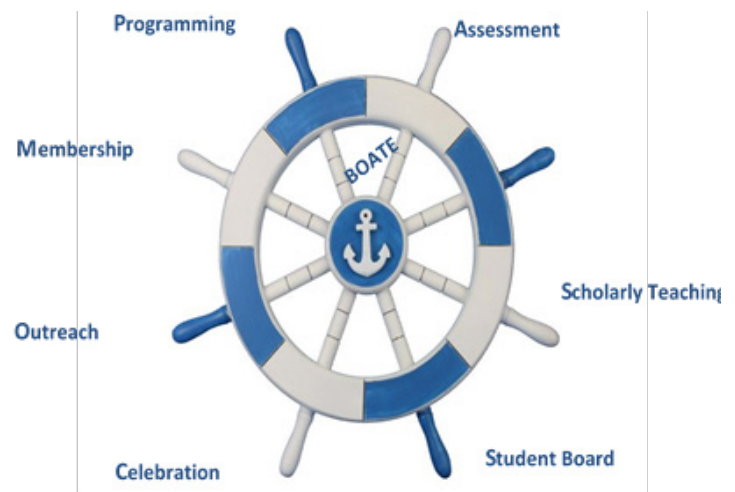 Programming
Assessment
BOATE
Membership
Scholarly Teaching
Outreach
Student Board
Celebration